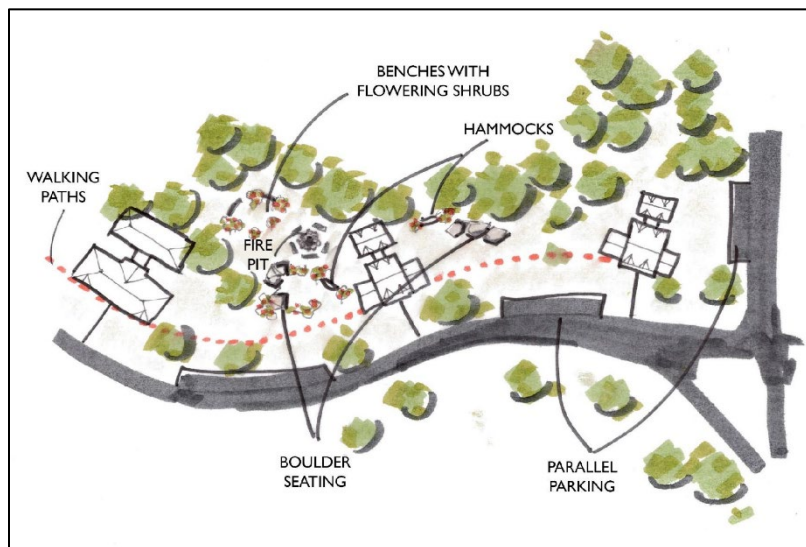 BENCHES WITH
FLOWERING SHRUBS
HAMMOCKS
WALKING
PATHS
FIRE
PIT
BOULDER
SEATING
PARALLEL
PARKING